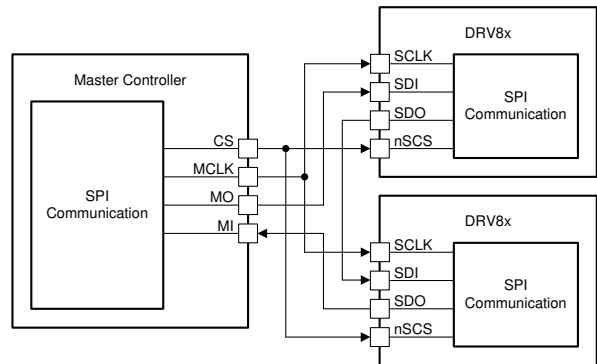 Master Controller
SPI
Communication
CS
MCLK
MO
MI
DRV8x
SCLK
SDI
SDO
nSCS
SPI
Communication
DRV8x
SCLK
SDI
SDO
nSCS
SPI
Communication